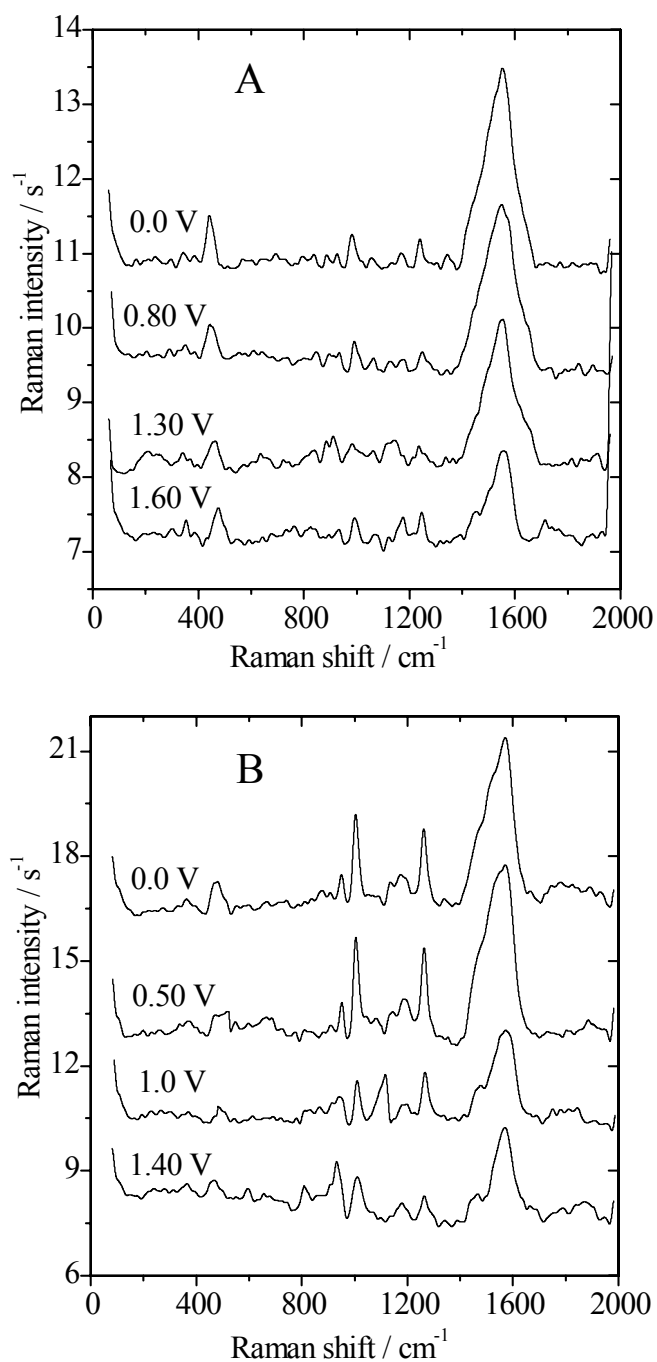 14
13
12
11
10
9
8
7
A
0.0 V
0.80 V
1.30 V
1.60 V
Raman intensity / s⁻¹
0 400 800 1200 1600 2000
Raman shift / cm⁻¹
21
18
15
12
9
6
B
0.0 V
0.50 V
1.0 V
1.40 V
Raman intensity / s⁻¹
0 400 800 1200 1600 2000
Raman shift / cm⁻¹